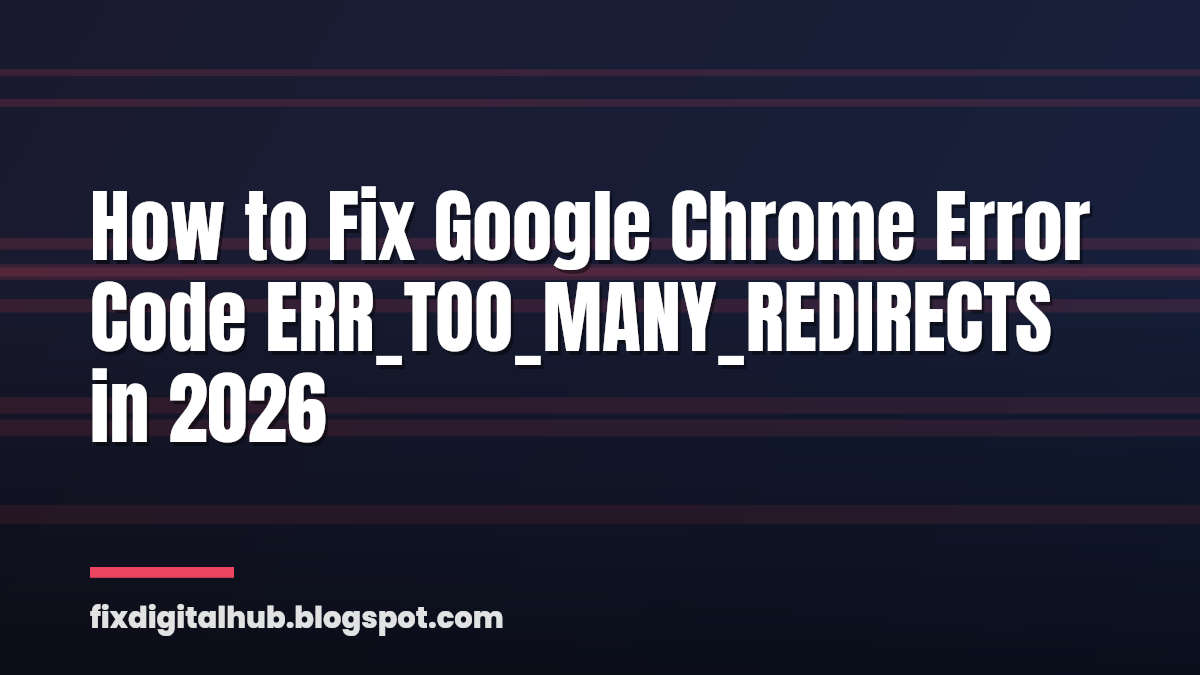 How to Fix Google Chrome Error
Code ERR_TOO_MANY_REDIRECTS
in 2026
fixdigitalhub.blogspot.com